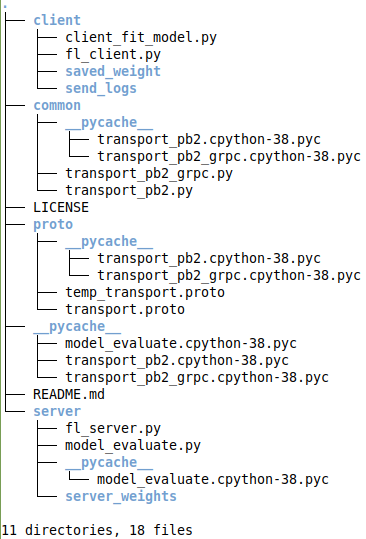 .
├── client
│   ├── client_fit_model.py
│   ├── fl_client.py
│   ├── saved_weight
│   └── send_logs
├── common
│   ├── __pycache__
│   │   ├── transport_pb2.cpython-38.pyc
│   │   └── transport_pb2_grpc.cpython-38.pyc
│   ├── transport_pb2_grpc.py
│   └── transport_pb2.py
├── LICENSE
├── proto
│   ├── __pycache__
│   │   ├── transport_pb2.cpython-38.pyc
│   │   └── transport_pb2_grpc.cpython-38.pyc
│   ├── temp_transport.proto
│   └── transport.proto
├── __pycache__
│   ├── model_evaluate.cpython-38.pyc
│   ├── transport_pb2.cpython-38.pyc
│   └── transport_pb2_grpc.cpython-38.pyc
├── README.md
└── server
    ├── fl_server.py
    ├── model_evaluate.py
    ├── __pycache__
    │   └── model_evaluate.cpython-38.pyc
    └── server_weights

11 directories, 18 files